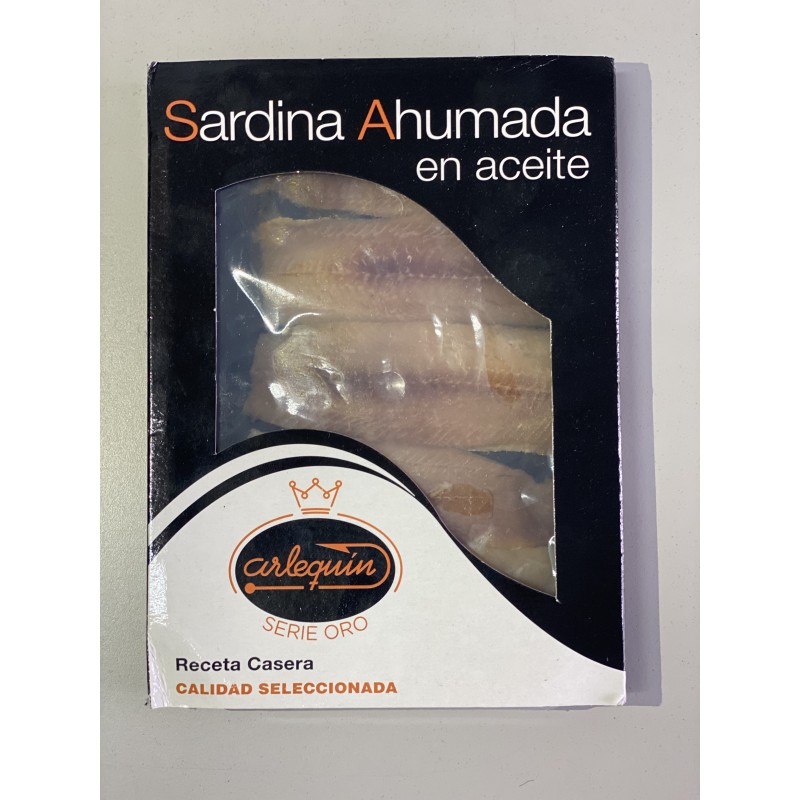 Sardina Ahumada
en aceite
arlequin
SERIE ORO
Receta Casera
CALIDAD SELECCIONADA